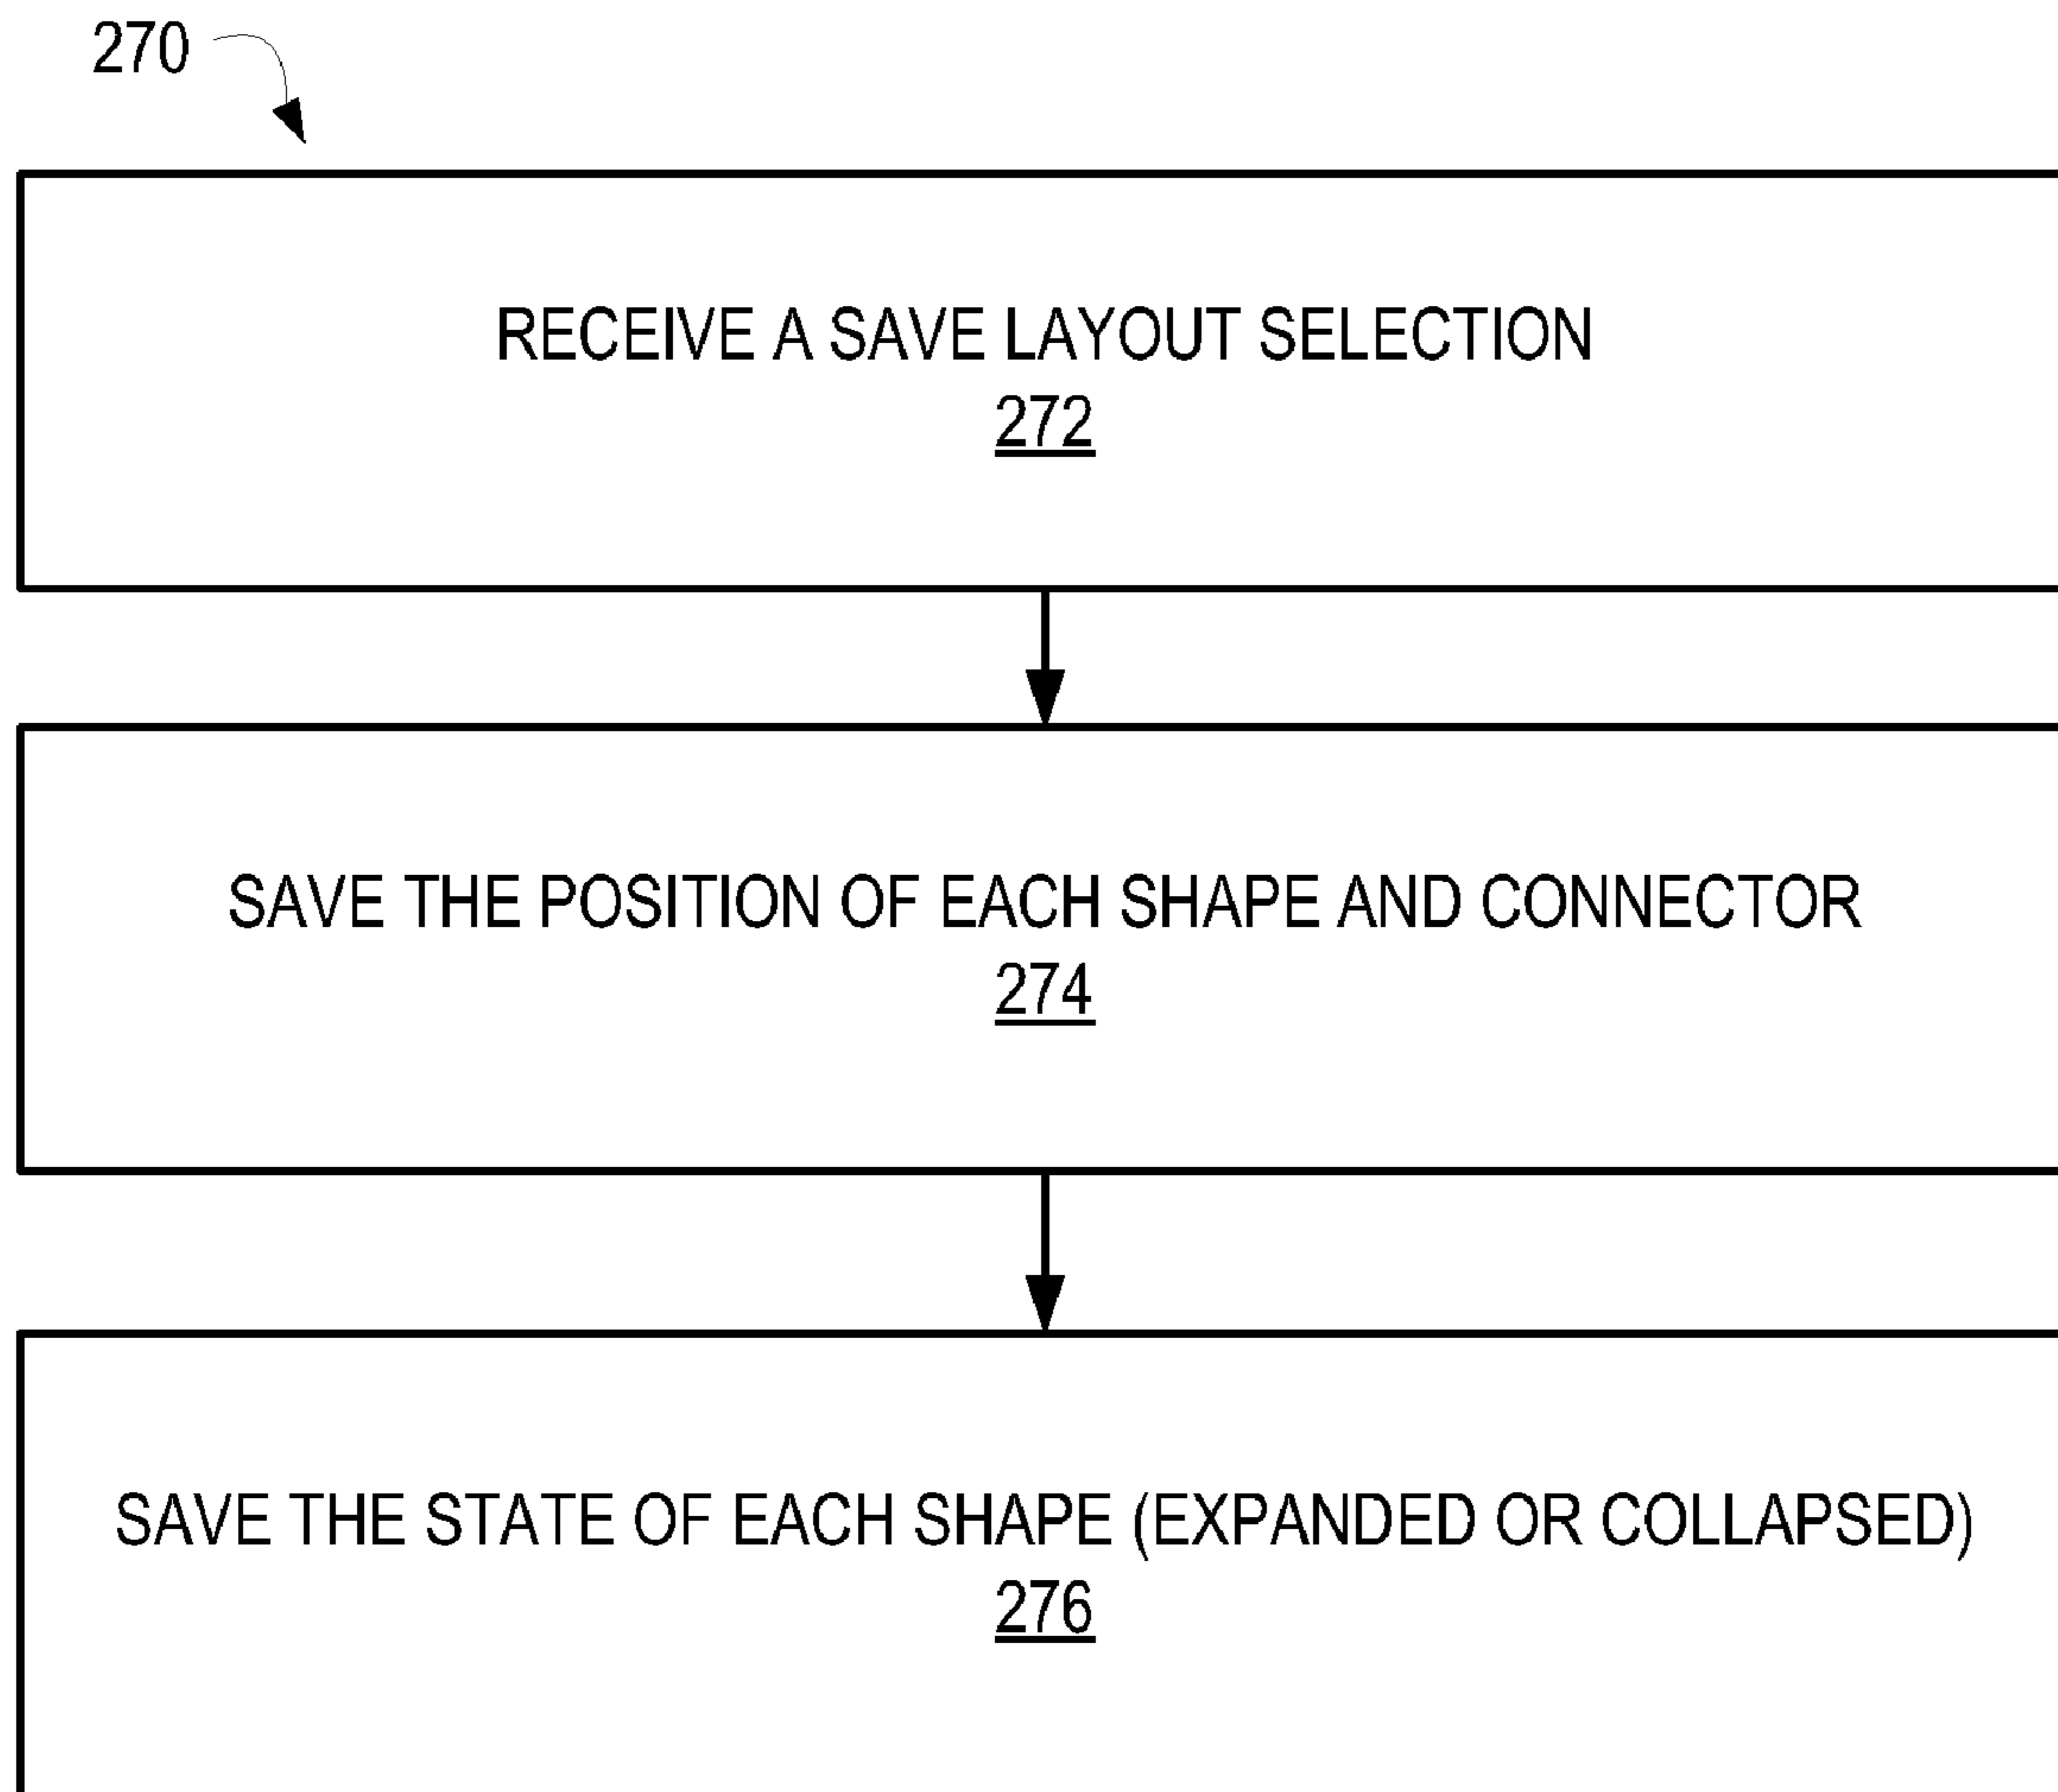 270
RECEIVE A SAVE LAYOUT SELECTION
272
SAVE THE POSITION OF EACH SHAPE AND CONNECTOR
274
SAVE THE STATE OF EACH SHAPE (EXPANDED OR COLLAPSED)
276